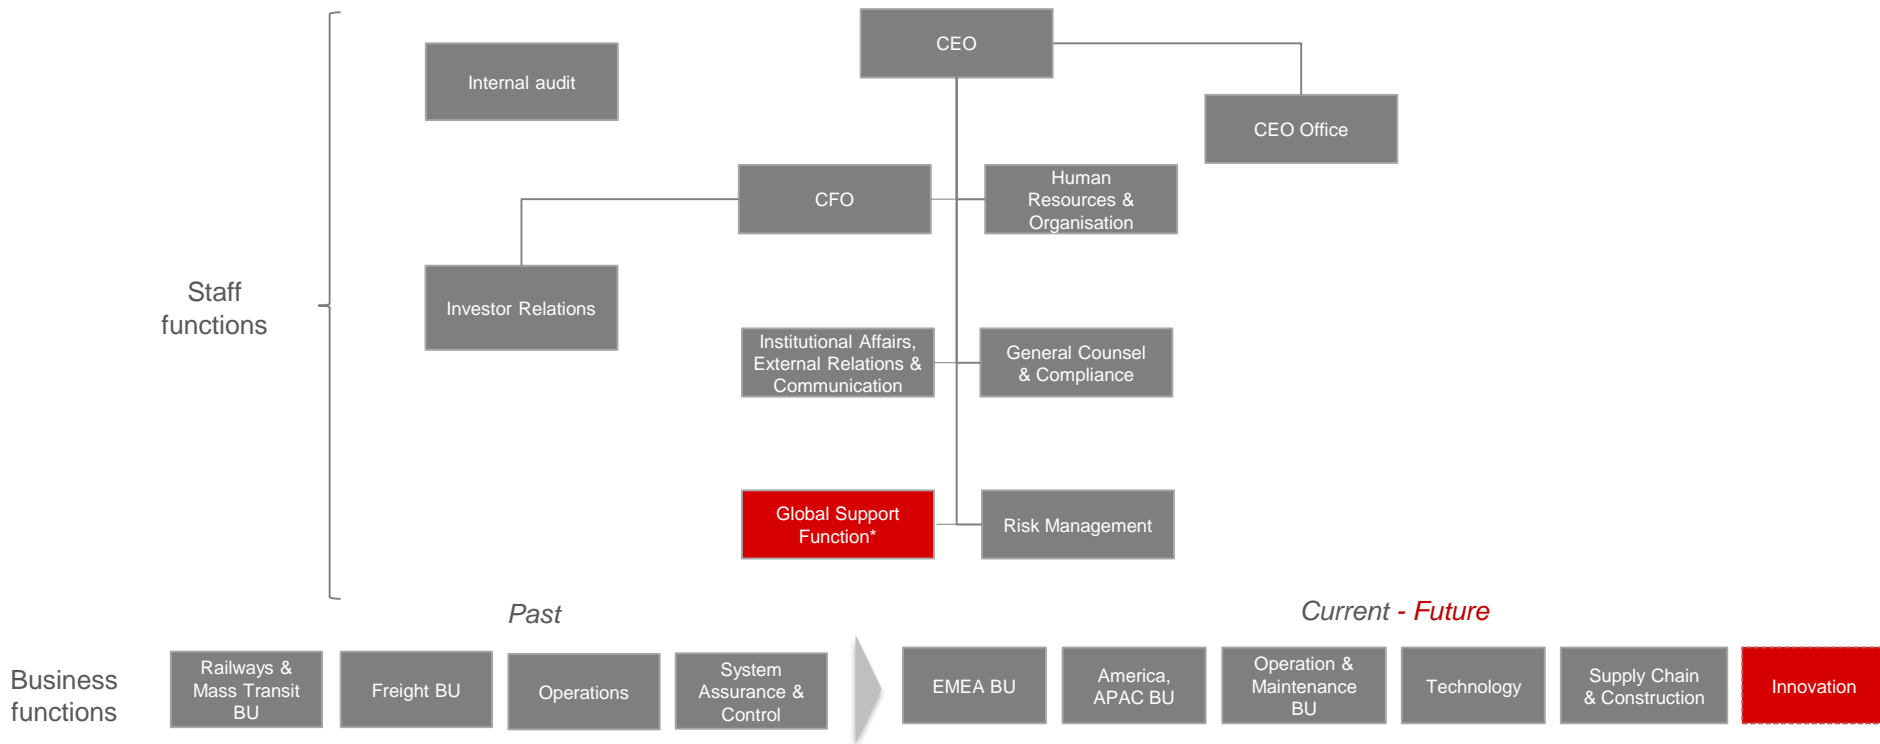 CEO
Internal audit
CEO Office
CFO
Human
Resources &
Organisation
Staff
functions
Investor Relations
Institutional Affairs,
External Relations &
Communication
General Counsel
& Compliance
Global Support
Function*
Risk Management
Past
Current - Future
Business
functions
Railways &
Mass Transit
BU
Freight BU
Operations
System
Assurance &
Control
EMEA BU
America,
APAC BU
Operation &
Maintenance
BU
Technology
Supply Chain
& Construction
Innovation